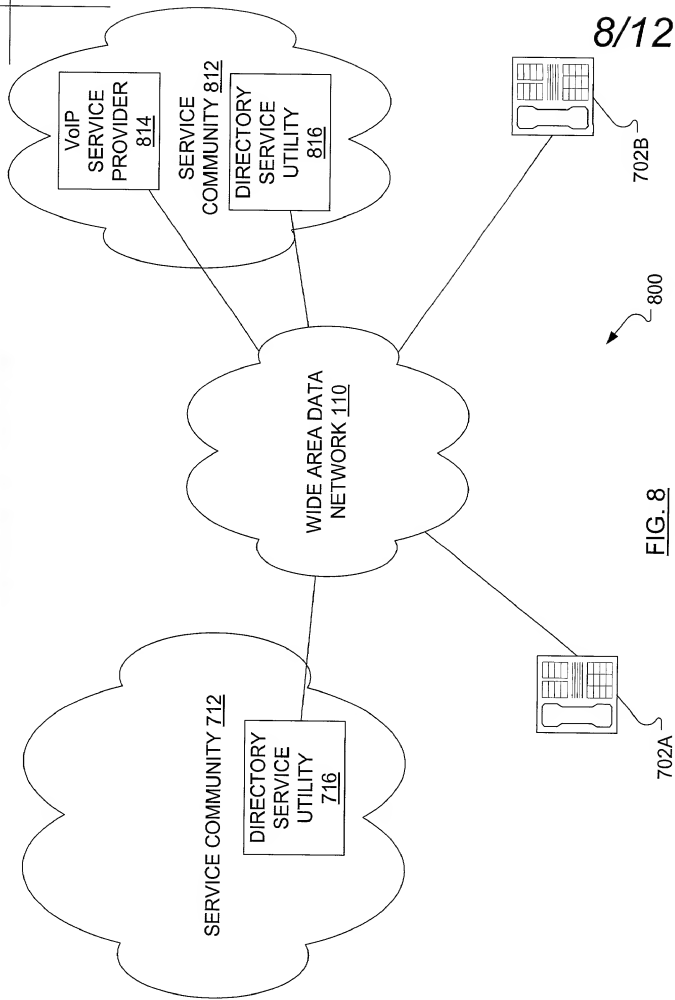 8/12
SERVICE COMMUNITY 712
DIRECTORY
SERVICE
UTILITY
716
WIDE AREA DATA
NETWORK 110
VoIP
SERVICE
PROVIDER
814
SERVICE
COMMUNITY 812
DIRECTORY
SERVICE
UTILITY
816
702A
702B
800
FIG. 8